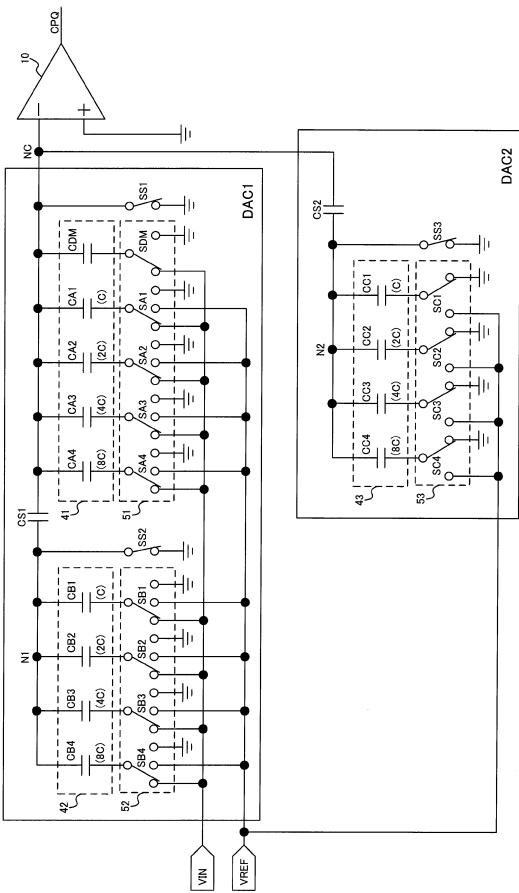 CPQ
10
−
+
NC
DAC1
SS1
SDM
CDM
CA1
(C)
SA1
CA2
(2C)
SA2
CA3
(4C)
SA3
CA4
(8C)
SA4
41
51
CS1
SS2
N1
CB1
(C)
SB1
CB2
(2C)
SB2
CB3
(4C)
SB3
CB4
(8C)
SB4
42
52
VIN
VREF
DAC2
CS2
SS3
N2
CC1
(C)
SC1
CC2
(2C)
SC2
CC3
(4C)
SC3
CC4
(8C)
SC4
43
53